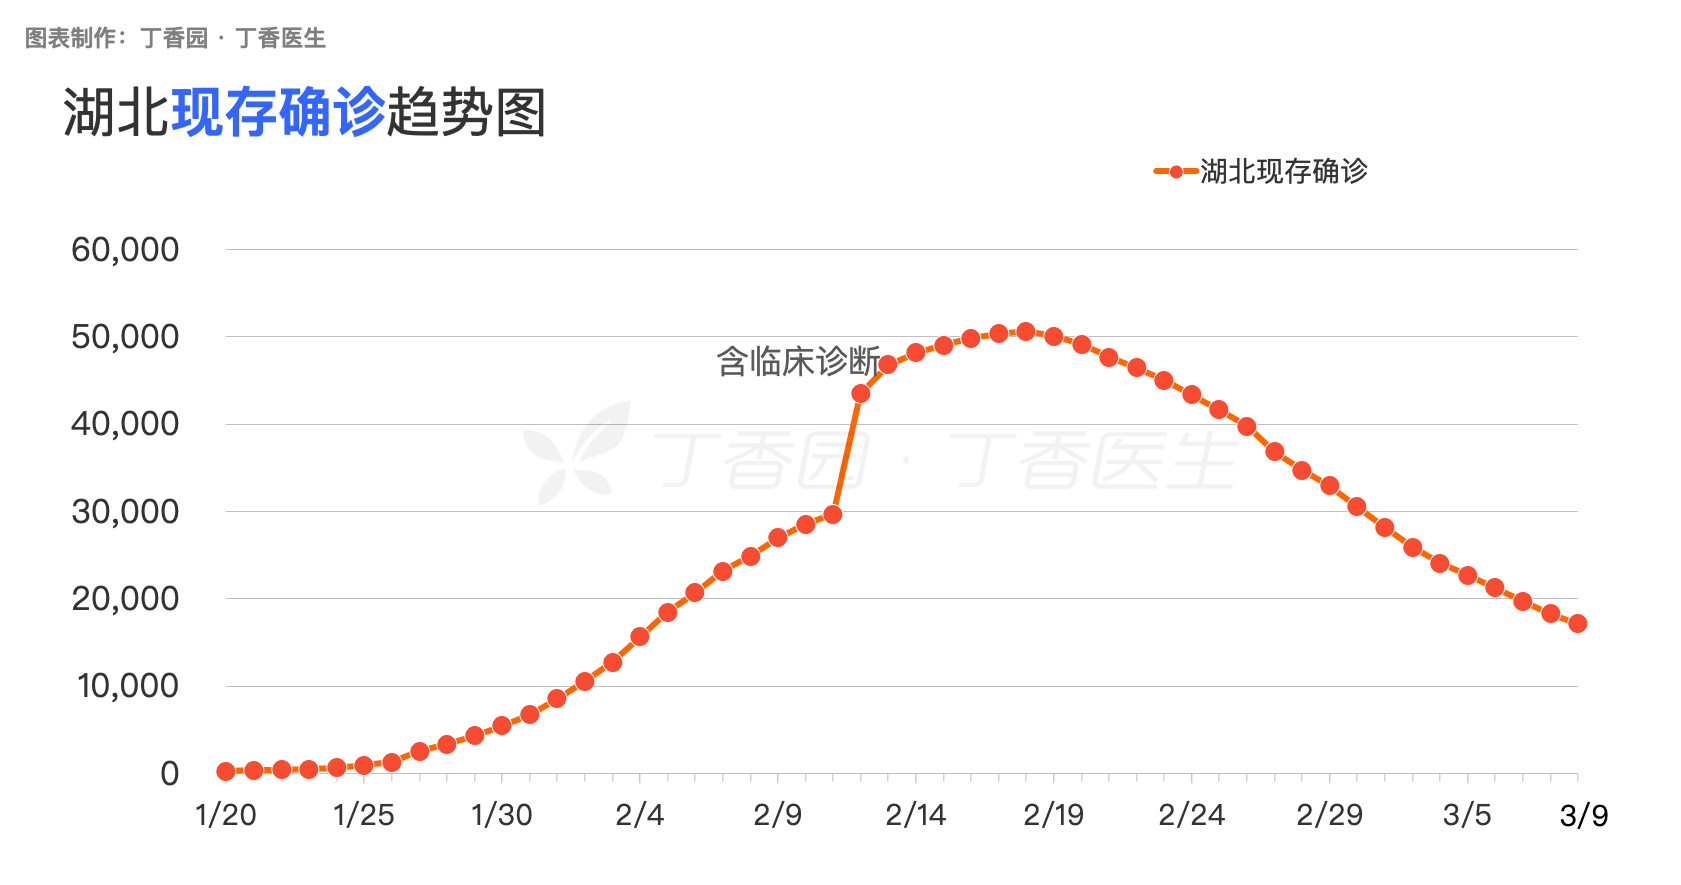 图表制作：丁香园 · 丁香医生
湖北现存确诊趋势图
湖北现存确诊
60,000
50,000
含临床诊断
40,000
丁香园 · 丁香医生
30,000
20,000
10,000
0
1/20 1/25 1/30 2/4 2/9 2/14 2/19 2/24 2/29 3/5 3/9